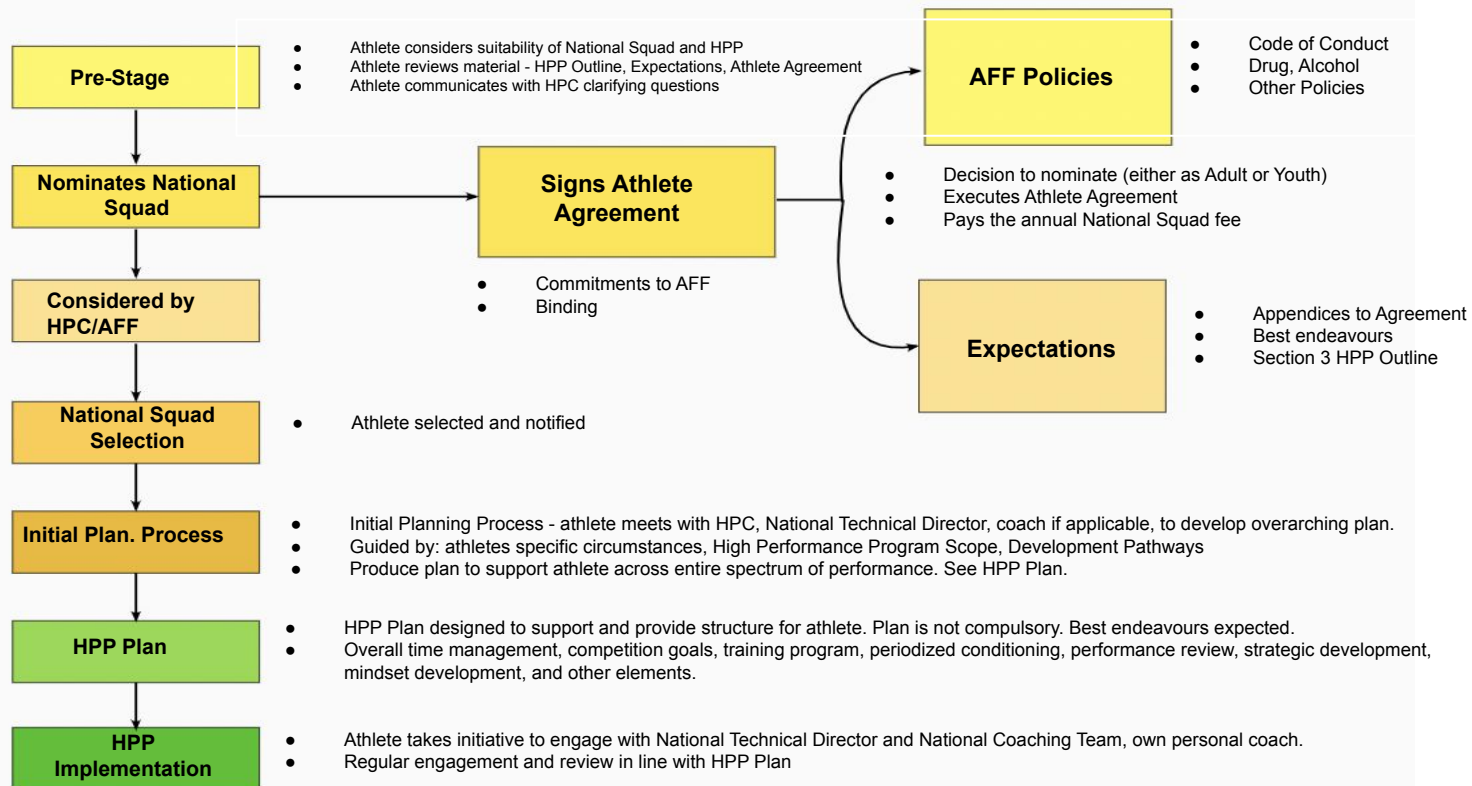 Pre-Stage
● Athlete considers suitability of National Squad and HPP
● Athlete reviews material - HPP Outline, Expectations, Athlete Agreement
● Athlete communicates with HPC clarifying questions
AFF Policies
● Code of Conduct
● Drug, Alcohol
● Other Policies
Nominates National
Squad
Signs Athlete
Agreement
● Decision to nominate (either as Adult or Youth)
● Executes Athlete Agreement
● Pays the annual National Squad fee
● Commitments to AFF
● Binding
Considered by
HPC/AFF
Expectations
● Appendices to Agreement
● Best endeavours
● Section 3 HPP Outline
National Squad
Selection
● Athlete selected and notified
Initial Plan. Process
● Initial Planning Process - athlete meets with HPC, National Technical Director, coach if applicable, to develop overarching plan.
● Guided by: athletes specific circumstances, High Performance Program Scope, Development Pathways
● Produce plan to support athlete across entire spectrum of performance. See HPP Plan.
HPP Plan
● HPP Plan designed to support and provide structure for athlete. Plan is not compulsory. Best endeavours expected.
● Overall time management, competition goals, training program, periodized conditioning, performance review, strategic development,
mindset development, and other elements.
HPP
Implementation
● Athlete takes initiative to engage with National Technical Director and National Coaching Team, own personal coach.
● Regular engagement and review in line with HPP Plan